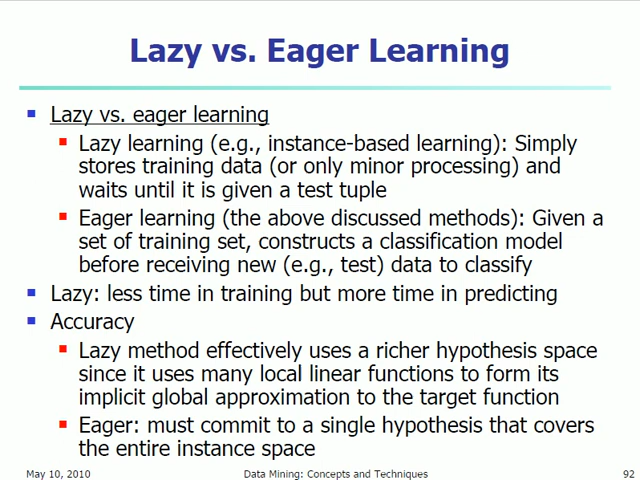 Lazy vs. Eager Learning
Lazy vs. eager learning
Lazy learning (e.g., instance-based learning): Simply
stores training data (or only minor processing) and
waits until it is given a test tuple
Eager learning (the above discussed methods): Given a
set of training set, constructs a classification model
before receiving new (e.g., test) data to classify
Lazy: less time in training but more time in predicting
Accuracy
Lazy method effectively uses a richer hypothesis space
since it uses many local linear functions to form its
implicit global approximation to the target function
Eager: must commit to a single hypothesis that covers
the entire instance space
May 10, 2010 Data Mining: Concepts and Techniques 92